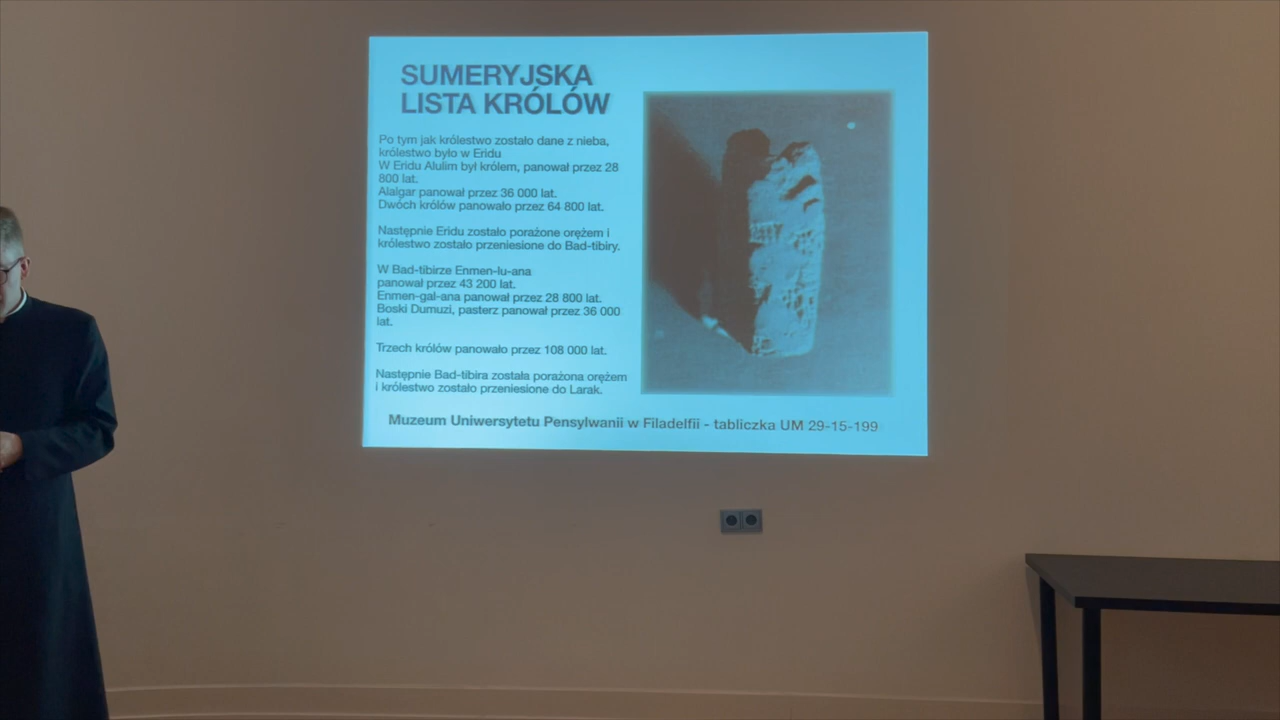 SUMERYJSKA
LISTA KRÓLÓW
Po tym jak królestwo zostało dane z nieba,
królestwo było w Eridu
W Eridu Alulim był królem, panował przez 28
800 lat.
Alalgar panował przez 36 000 lat.
Dwóch królów panowało przez 64 800 lat.
Następnie Eridu zostało porażone orężem i
królestwo zostało przeniesione do Bad-tibiry.
W Bad-tibirze Enmen-lu-ana
panował przez 43 200 lat.
Enmen-gal-ana panował przez 28 800 lat.
Boski Dumuzi, pasterz panował przez 36 000
lat.
Trzech królów panowało przez 108 000 lat.
Następnie Bad-tibira została porażona orężem
i królestwo zostało przeniesione do Larak.
Muzeum Uniwersytetu Pensylwanii w Filadelfii - tabliczka UM 29-15-199